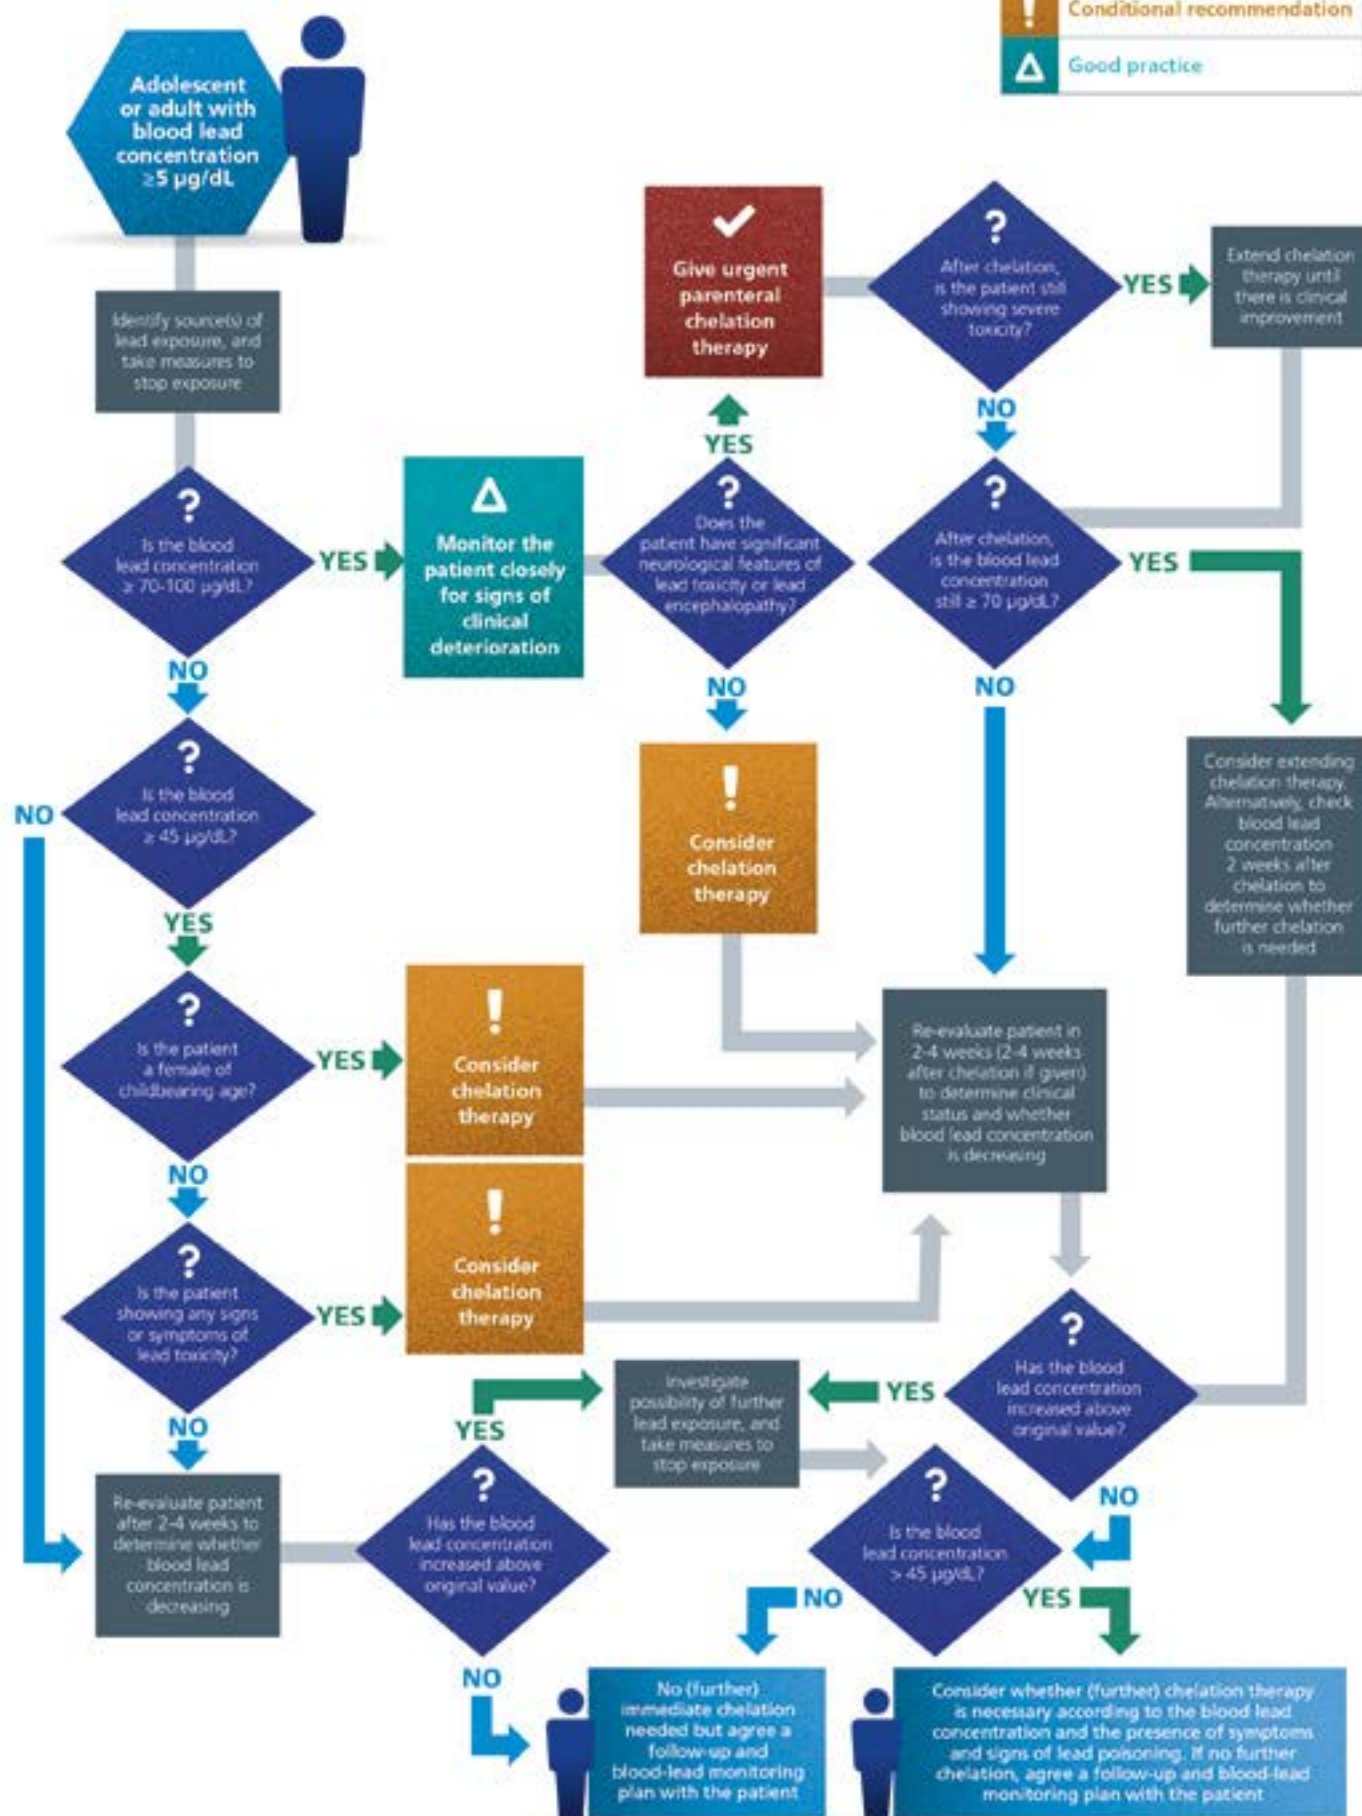 ! Conditional recommendation
Δ Good practice
Adolescent
or adult with
blood lead
concentration
≥5 µg/dL
Identify source(s) of
lead exposure, and
take measures to
stop exposure
?
Is the blood
lead concentration
≥ 70-100 µg/dL?
YES
Δ
Monitor the
patient closely
for signs of
clinical
deterioration
?
Does the
patient have significant
neurological features of
lead toxicity or lead
encephalopathy?
YES
Give urgent
parenteral
chelation
therapy
?
After chelation,
is the patient still
showing severe
toxicity?
YES
Extend chelation
therapy until
there is clinical
improvement
NO
?
After chelation,
is the blood lead
concentration
still ≥ 70 µg/dL?
YES
Consider extending
chelation therapy.
Alternatively, check
blood lead
concentration
2 weeks after
chelation to
determine whether
further chelation
is needed
NO
NO
!
Consider
chelation
therapy
NO
?
Is the blood
lead concentration
≥ 45 µg/dL?
NO
YES
?
Is the patient
a female of
childbearing age?
YES
!
Consider
chelation
therapy
Re-evaluate patient in
2-4 weeks (2-4 weeks
after chelation if given)
to determine clinical
status and whether
blood lead concentration
is decreasing
NO
?
Is the patient
showing any signs
or symptoms of
lead toxicity?
YES
!
Consider
chelation
therapy
NO
Re-evaluate patient
after 2-4 weeks to
determine whether
blood lead
concentration is
decreasing
?
Has the blood
lead concentration
increased above
original value?
YES
Investigate
possibility of further
lead exposure, and
take measures to
stop exposure
YES
?
Has the blood
lead concentration
increased above
original value?
NO
?
Is the blood
lead concentration
> 45 µg/dL?
NO
YES
NO
No (further)
immediate chelation
needed but agree a
follow-up and
blood-lead monitoring
plan with the patient
Consider whether (further) chelation therapy
is necessary according to the blood lead
concentration and the presence of symptoms
and signs of lead poisoning. If no further
chelation, agree a follow-up and blood-lead
monitoring plan with the patient